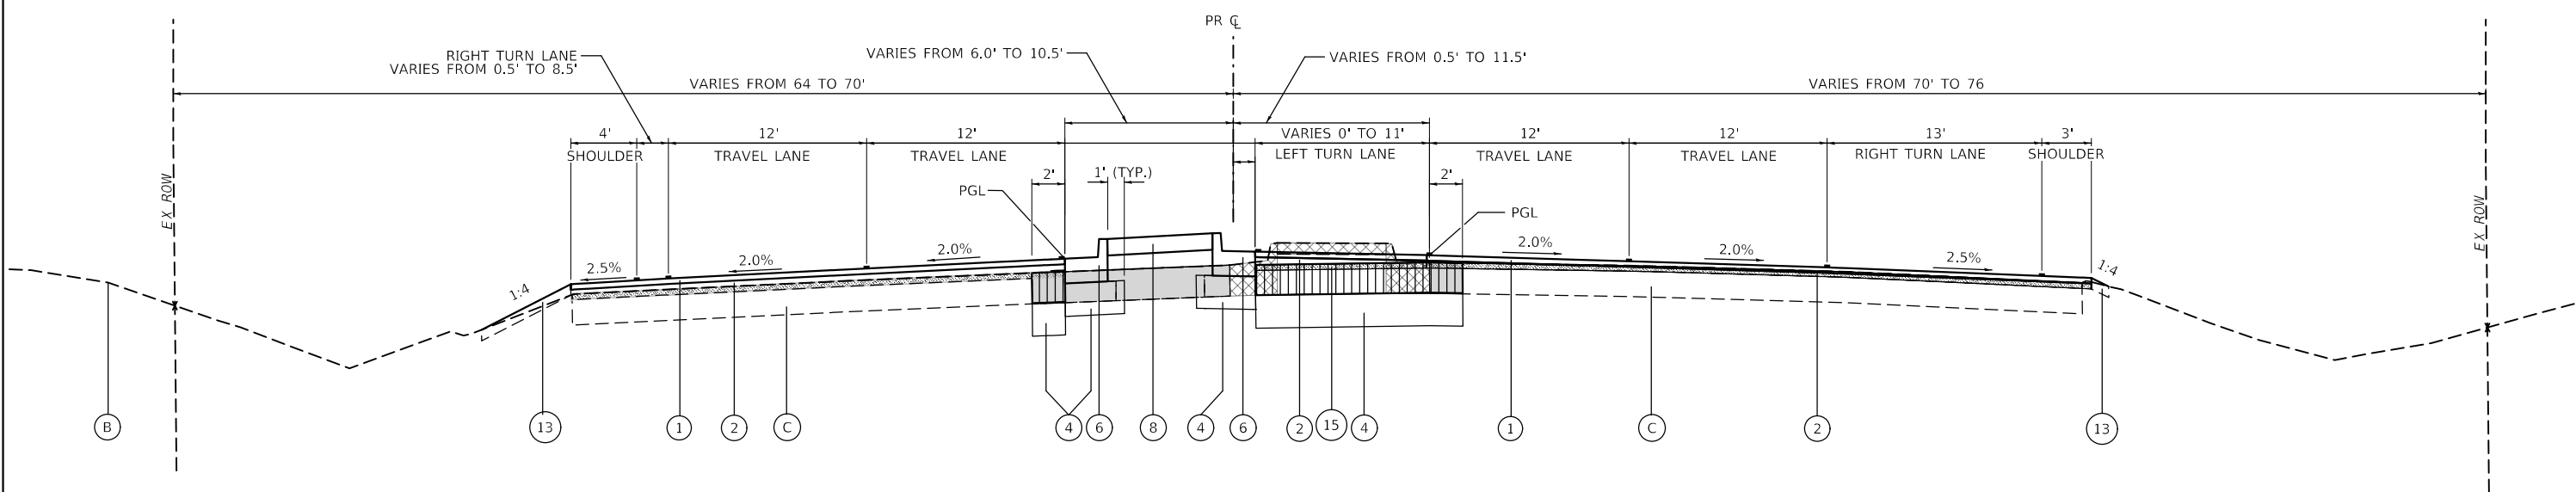 PR ℄
RIGHT TURN LANE
VARIES FROM 0.5' TO 8.5'
VARIES FROM 6.0' TO 10.5'
VARIES FROM 0.5' TO 11.5'
VARIES FROM 64 TO 70'
VARIES FROM 70' TO 76
4'
12'
12'
VARIES 0' TO 11'
12'
12'
13'
3'
SHOULDER
TRAVEL LANE
TRAVEL LANE
LEFT TURN LANE
TRAVEL LANE
TRAVEL LANE
RIGHT TURN LANE
SHOULDER
EX ROW
2'
1' (TYP.)
2'
EX ROW
PGL
PGL
2.5%
2.0%
2.0%
2.0%
2.0%
2.5%
1:4
1:4
B
13
1
2
C
4
6
8
4
6
2
15
4
1
C
2
13